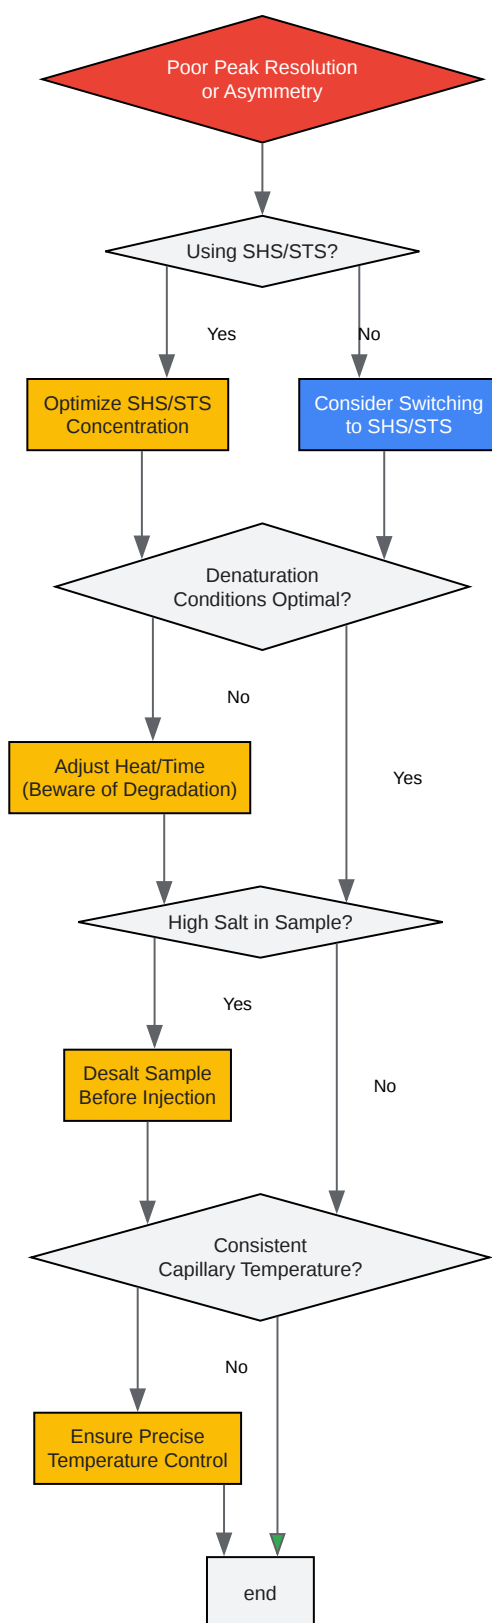 Poor Peak Resolution
or Asymmetry
Using SHS/STS?
Yes
No
Optimize SHS/STS
Concentration
Consider Switching
to SHS/STS
Denaturation
Conditions Optimal?
No
Adjust Heat/Time
(Beware of Degradation)
Yes
High Salt in Sample?
Yes
Desalt Sample
Before Injection
No
Consistent
Capillary Temperature?
No
Ensure Precise
Temperature Control
end